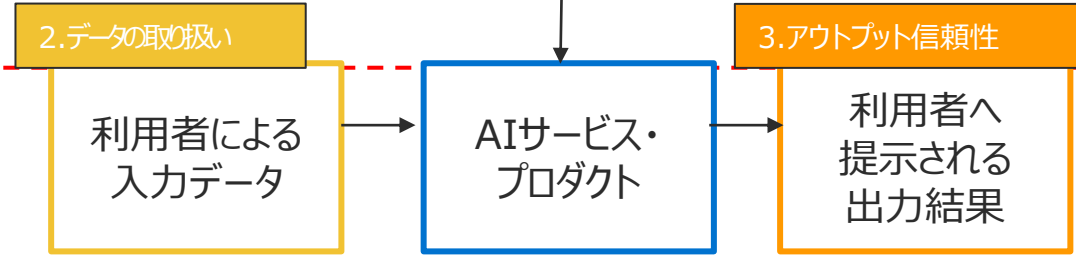 2.データの取り扱い
3.アウトプット信頼性
利用者による
入力データ
AIサービス・
プロダクト
利用者へ
提示される
出力結果